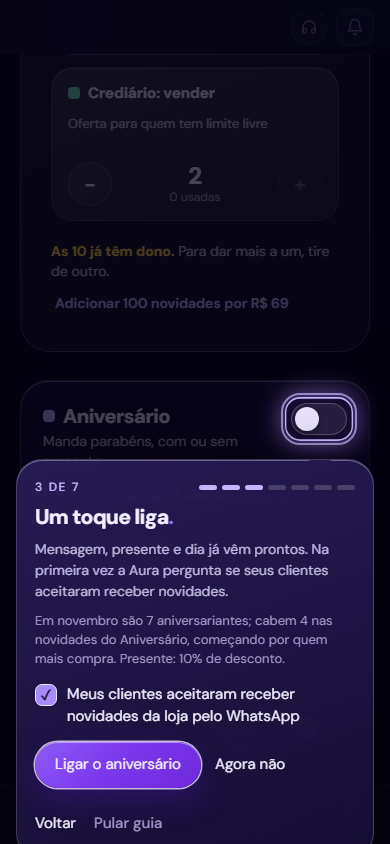 Crediário: vender
Oferta para quem tem limite livre
−
2
+
0 usadas
As 10 já têm dono. Para dar mais a um, tire
de outro.
Adicionar 100 novidades por R$ 69
Aniversário
Manda parabéns, com ou sem
3 DE 7
Um toque liga.
Mensagem, presente e dia já vêm prontos. Na
primeira vez a Aura pergunta se seus clientes
aceitaram receber novidades.
Em novembro são 7 aniversariantes; cabem 4 nas
novidades do Aniversário, começando por quem
mais compra. Presente: 10% de desconto.
Meus clientes aceitaram receber
novidades da loja pelo WhatsApp
Ligar o aniversário
Agora não
Voltar
Pular guia